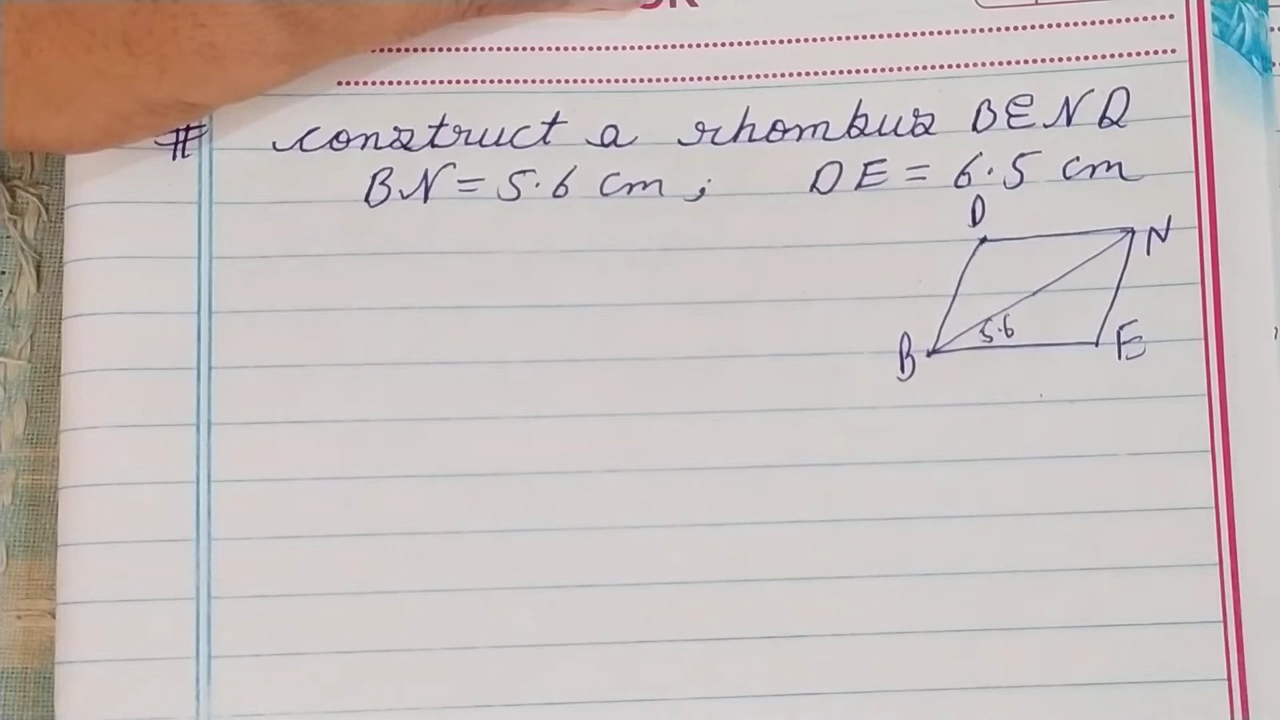 # construct a rhombus BEND
BN = 5.6 cm ; DE = 6.5 cm
D
N
5.6
B
E